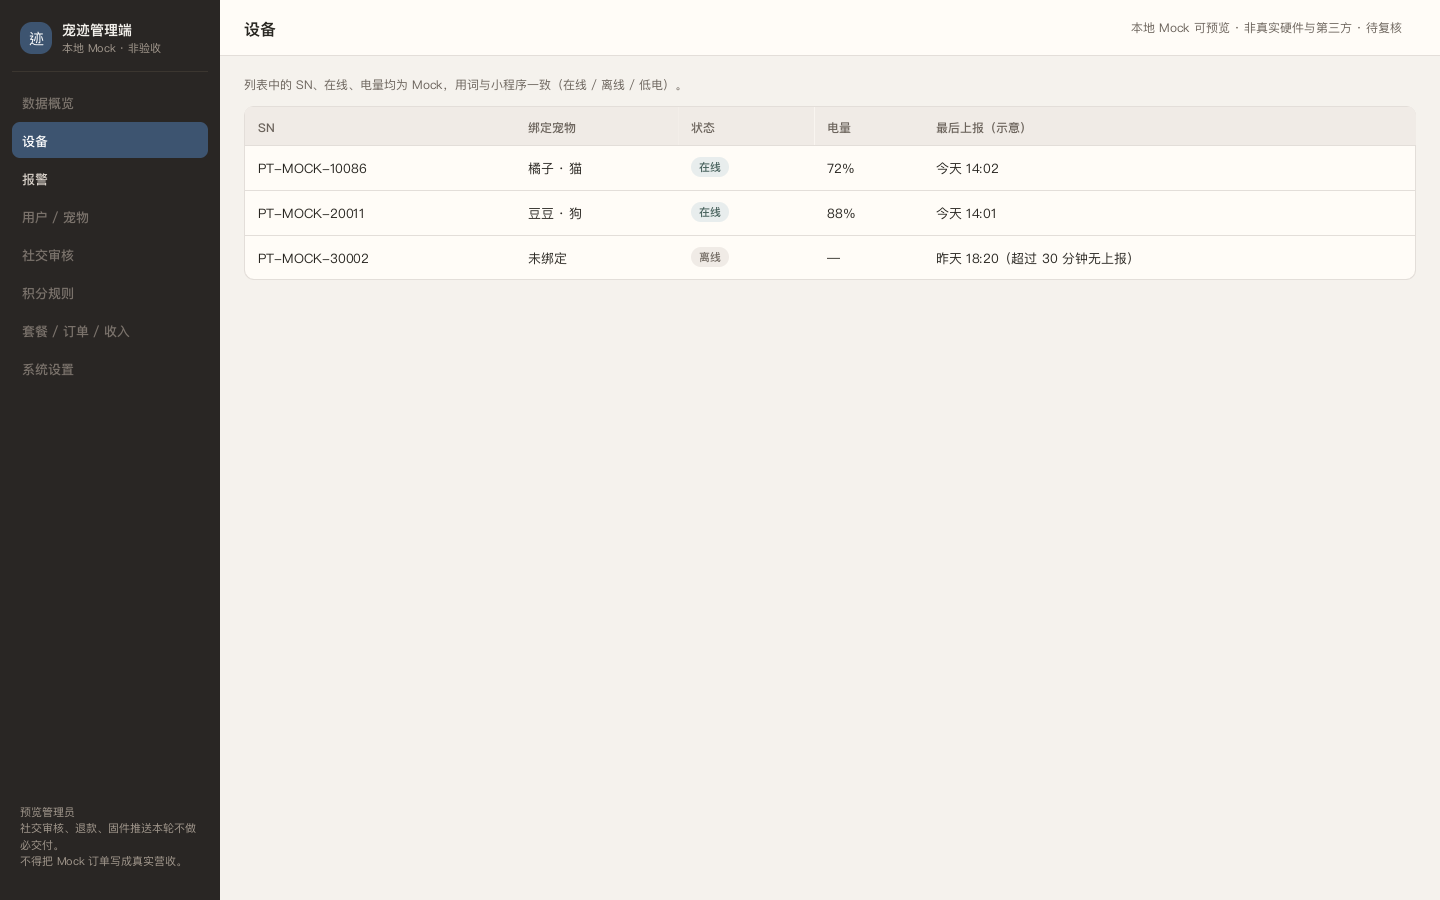 迹
宠迹管理端
本地 Mock · 非验收
数据概览
设备
报警
用户 / 宠物
社交审核
积分规则
套餐 / 订单 / 收入
系统设置
预览管理员
社交审核、退款、固件推送本轮不做
必交付。
不得把 Mock 订单写成真实营收。
设备
本地 Mock 可预览 · 非真实硬件与第三方 · 待复核
列表中的 SN、在线、电量均为 Mock，用词与小程序一致（在线 / 离线 / 低电）。
SN 绑定宠物 状态 电量 最后上报（示意）
PT-MOCK-10086 橘子 · 猫 在线 72% 今天 14:02
PT-MOCK-20011 豆豆 · 狗 在线 88% 今天 14:01
PT-MOCK-30002 未绑定 离线 — 昨天 18:20（超过 30 分钟无上报）